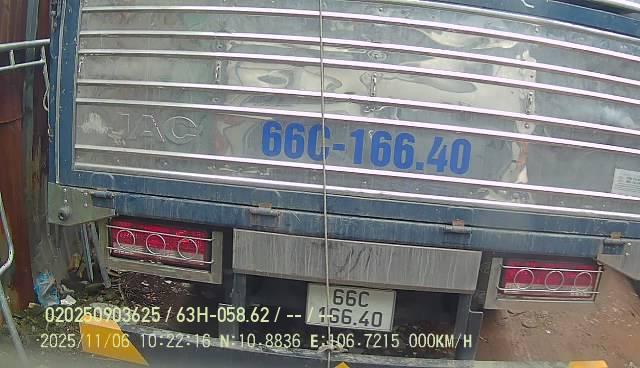 JAC
66C-166.40
66C
166.40
020250903625 / 63H-058.62 / -- / 
2025/11/06 10:22:16 N:10.8836 E:106.7215 000KM/H